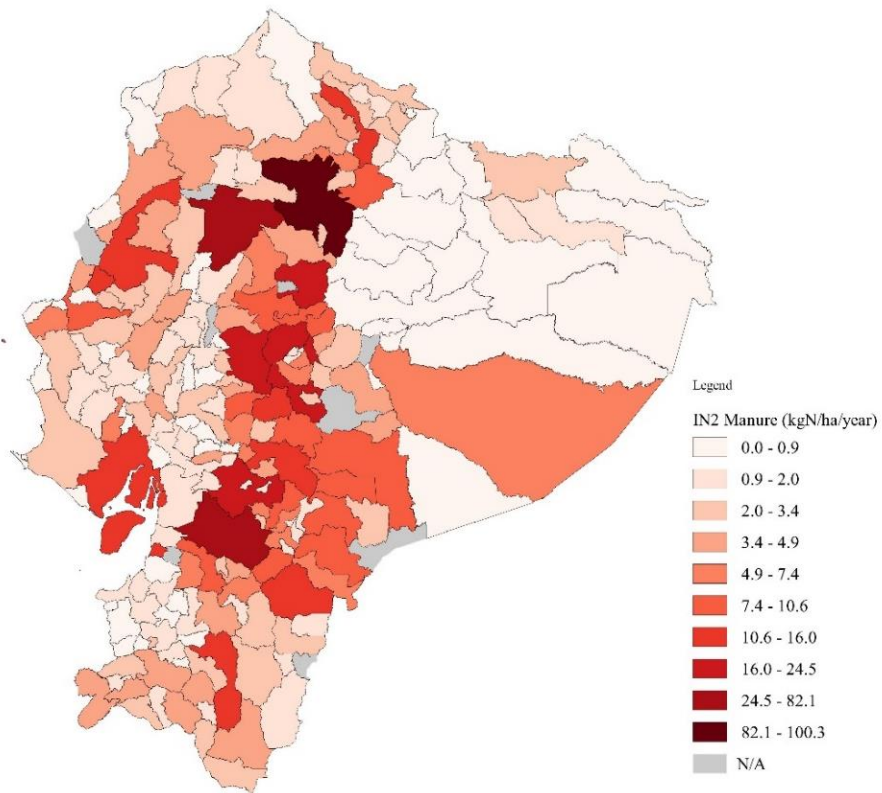 Legend
IN2 Manure (kgN/ha/year)
0.0 - 0.9
0.9 - 2.0
2.0 - 3.4
3.4 - 4.9
4.9 - 7.4
7.4 - 10.6
10.6 - 16.0
16.0 - 24.5
24.5 - 82.1
82.1 - 100.3
N/A